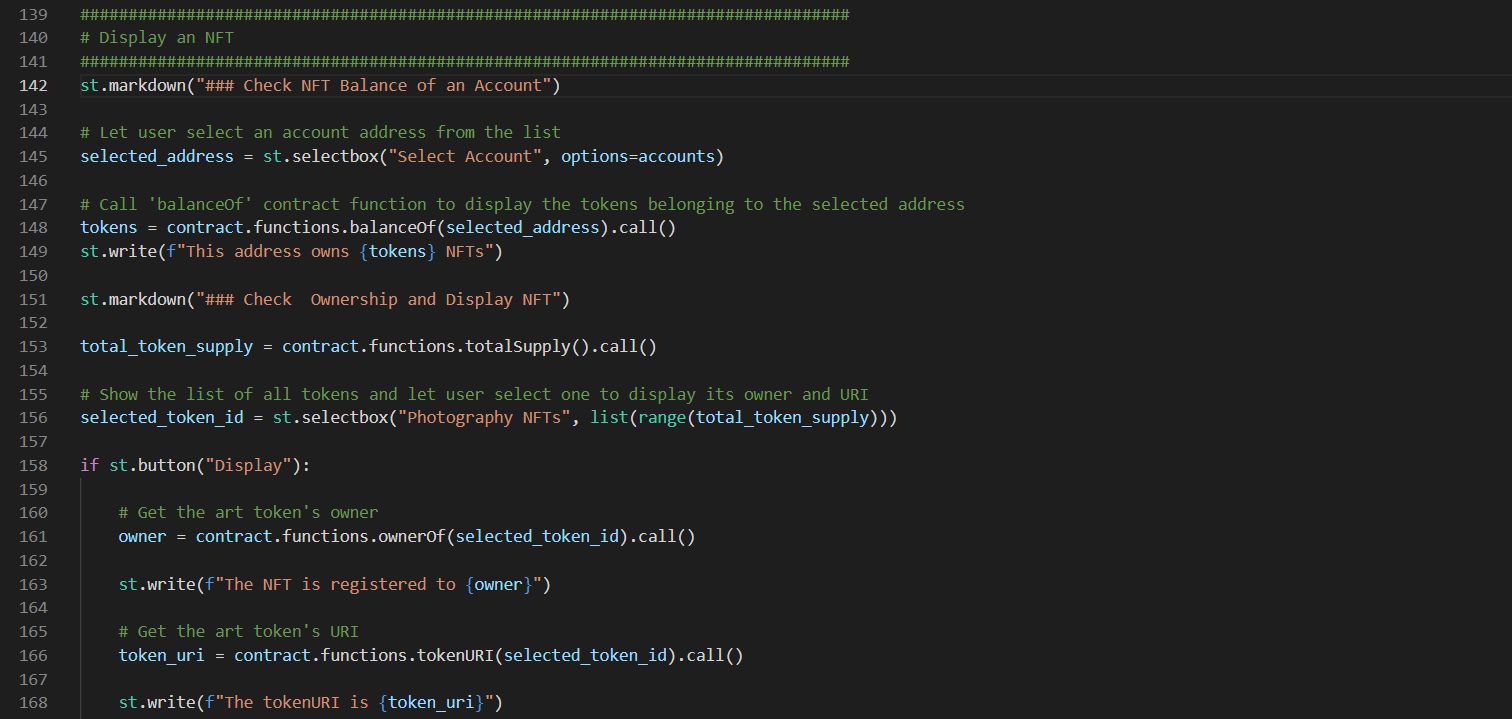 139 ################################################################################
140 # Display an NFT
141 ################################################################################
142 st.markdown("### Check NFT Balance of an Account")
143
144 # Let user select an account address from the list
145 selected_address = st.selectbox("Select Account", options=accounts)
146
147 # Call 'balanceOf' contract function to display the tokens belonging to the selected address
148 tokens = contract.functions.balanceOf(selected_address).call()
149 st.write(f"This address owns {tokens} NFTs")
150
151 st.markdown("### Check  Ownership and Display NFT")
152
153 total_token_supply = contract.functions.totalSupply().call()
154
155 # Show the list of all tokens and let user select one to display its owner and URI
156 selected_token_id = st.selectbox("Photography NFTs", list(range(total_token_supply)))
157
158 if st.button("Display"):
159
160     # Get the art token's owner
161     owner = contract.functions.ownerOf(selected_token_id).call()
162
163     st.write(f"The NFT is registered to {owner}")
164
165     # Get the art token's URI
166     token_uri = contract.functions.tokenURI(selected_token_id).call()
167
168     st.write(f"The tokenURI is {token_uri}")